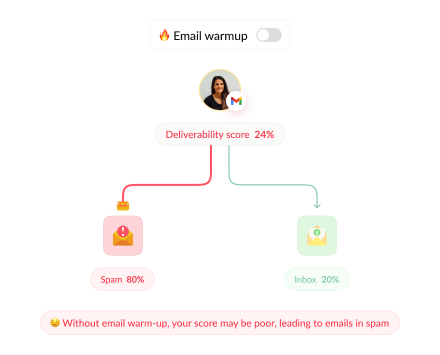 🔥 Email warmup
Deliverability score 24%
Spam 80%
Inbox 20%
😖 Without email warm-up, your score may be poor, leading to emails in spam